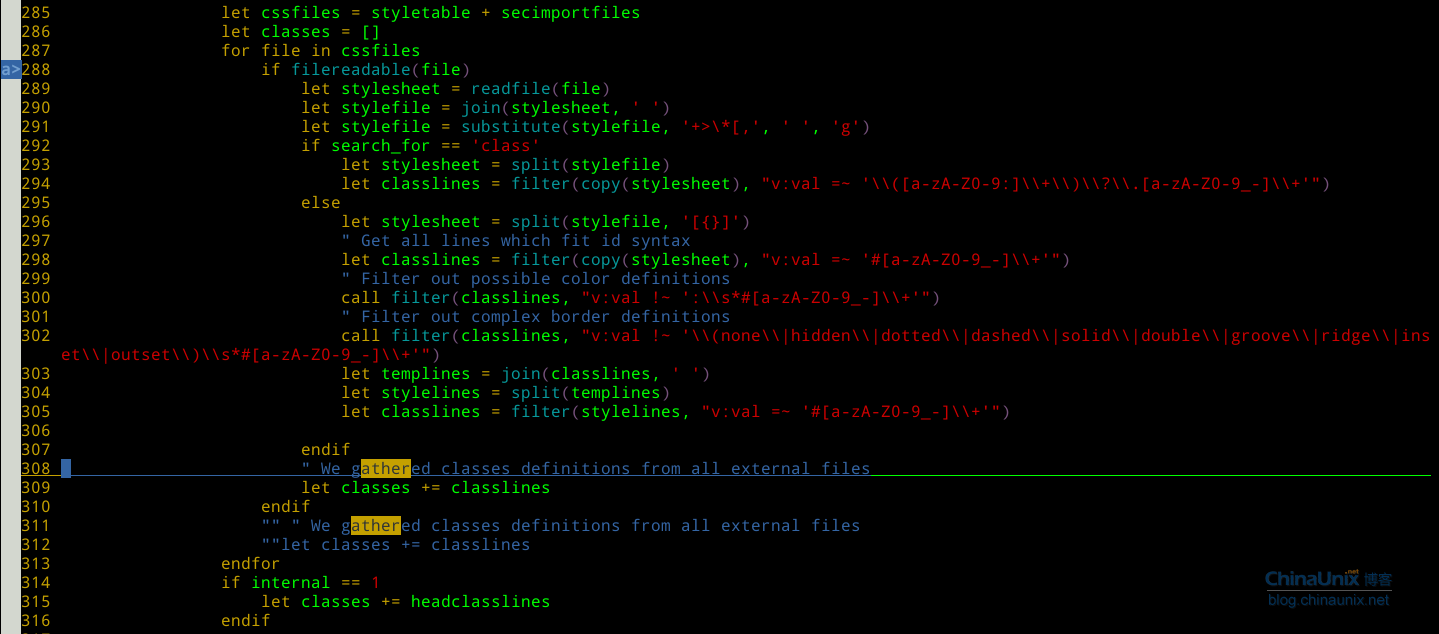 285                 let cssfiles = styletable + secimportfiles
286                 let classes = []
287                 for file in cssfiles
a>288                     if filereadable(file)
289                         let stylesheet = readfile(file)
290                         let stylefile = join(stylesheet, ' ')
291                         let stylefile = substitute(stylefile, '+>\*[,', ' ', 'g')
292                         if search_for == 'class'
293                             let stylesheet = split(stylefile)
294                             let classlines = filter(copy(stylesheet), "v:val =~ '\\([a-zA-Z0-9:]\\+\\)\\?\\.[a-zA-Z0-9_-]\\+'")
295                         else
296                             let stylesheet = split(stylefile, '[{}]')
297                             " Get all lines which fit id syntax
298                             let classlines = filter(copy(stylesheet), "v:val =~ '#[a-zA-Z0-9_-]\\+'")
299                             " Filter out possible color definitions
300                             call filter(classlines, "v:val !~ ':\\s*#[a-zA-Z0-9_-]\\+'")
301                             " Filter out complex border definitions
302                             call filter(classlines, "v:val !~ '\\(none\\|hidden\\|dotted\\|dashed\\|solid\\|double\\|groove\\|ridge\\|ins
et\\|outset\\)\\s*#[a-zA-Z0-9_-]\\+'")
303                             let templines = join(classlines, ' ')
304                             let stylelines = split(templines)
305                             let classlines = filter(stylelines, "v:val =~ '#[a-zA-Z0-9_-]\\+'")
306
307                         endif
308                         " We gathered classes definitions from all external files
309                         let classes += classlines
310                     endif
311                     "" " We gathered classes definitions from all external files
312                     ""let classes += classlines
313                 endfor
314                 if internal == 1
315                     let classes += headclasslines
316                 endif
ChinaUnix.net 博客
blog.chinaunix.net